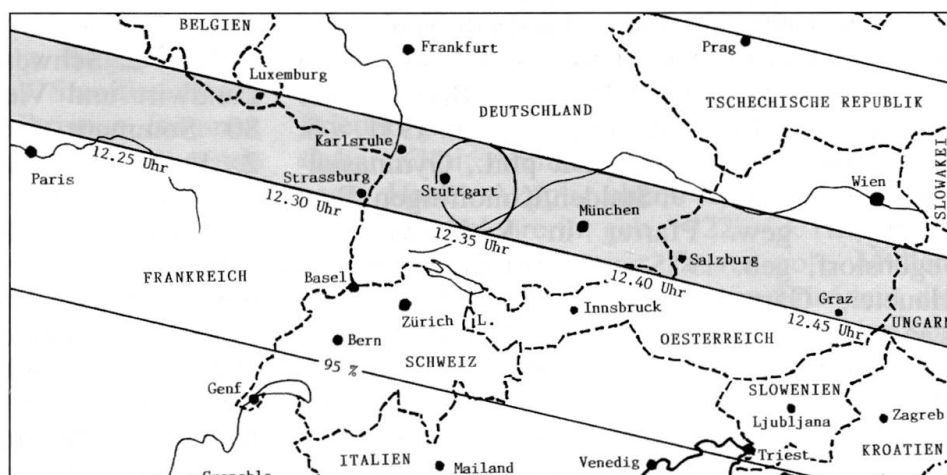 BELGIEN
Frankfurt
Prag
Luxemburg
DEUTSCHLAND
TSCHECHISCHE REPUBLIK
SLOWAKEI
Karlsruhe
12.25 Uhr
Paris
Strassburg
Stuttgart
12.30 Uhr
Wien
München
12.35 Uhr
FRANKREICH
Basel
Salzburg
12.40 Uhr
Zürich
L.
Innsbruck
Graz
12.45 Uhr
UNGARN
Bern
OESTERREICH
95 %
SCHWEIZ
Genf
SLOWENIEN
Ljubljana
Zagreb
KROATIEN
ITALIEN
Mailand
Venedig
Triest
Grenoble